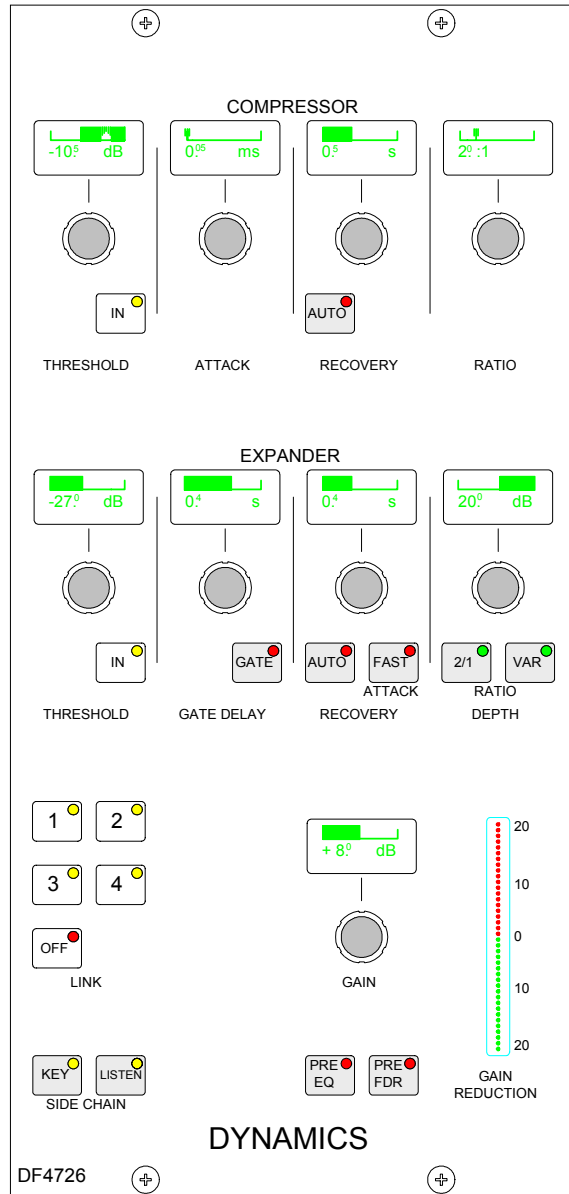 COMPRESSOR
-10.5 dB
0.05 ms
0.5 s
2.0 :1
IN
AUTO
THRESHOLD
ATTACK
RECOVERY
RATIO
EXPANDER
-27.0 dB
0.4 s
0.4 s
20.0 dB
IN
GATE
AUTO
FAST
2/1
VAR
ATTACK
RATIO
THRESHOLD
GATE DELAY
RECOVERY
DEPTH
1
2
3
4
OFF
LINK
+ 8.0 dB
GAIN
20
10
0
10
20
GAIN
REDUCTION
KEY
LISTEN
SIDE CHAIN
PRE
EQ
PRE
FDR
DYNAMICS
DF4726